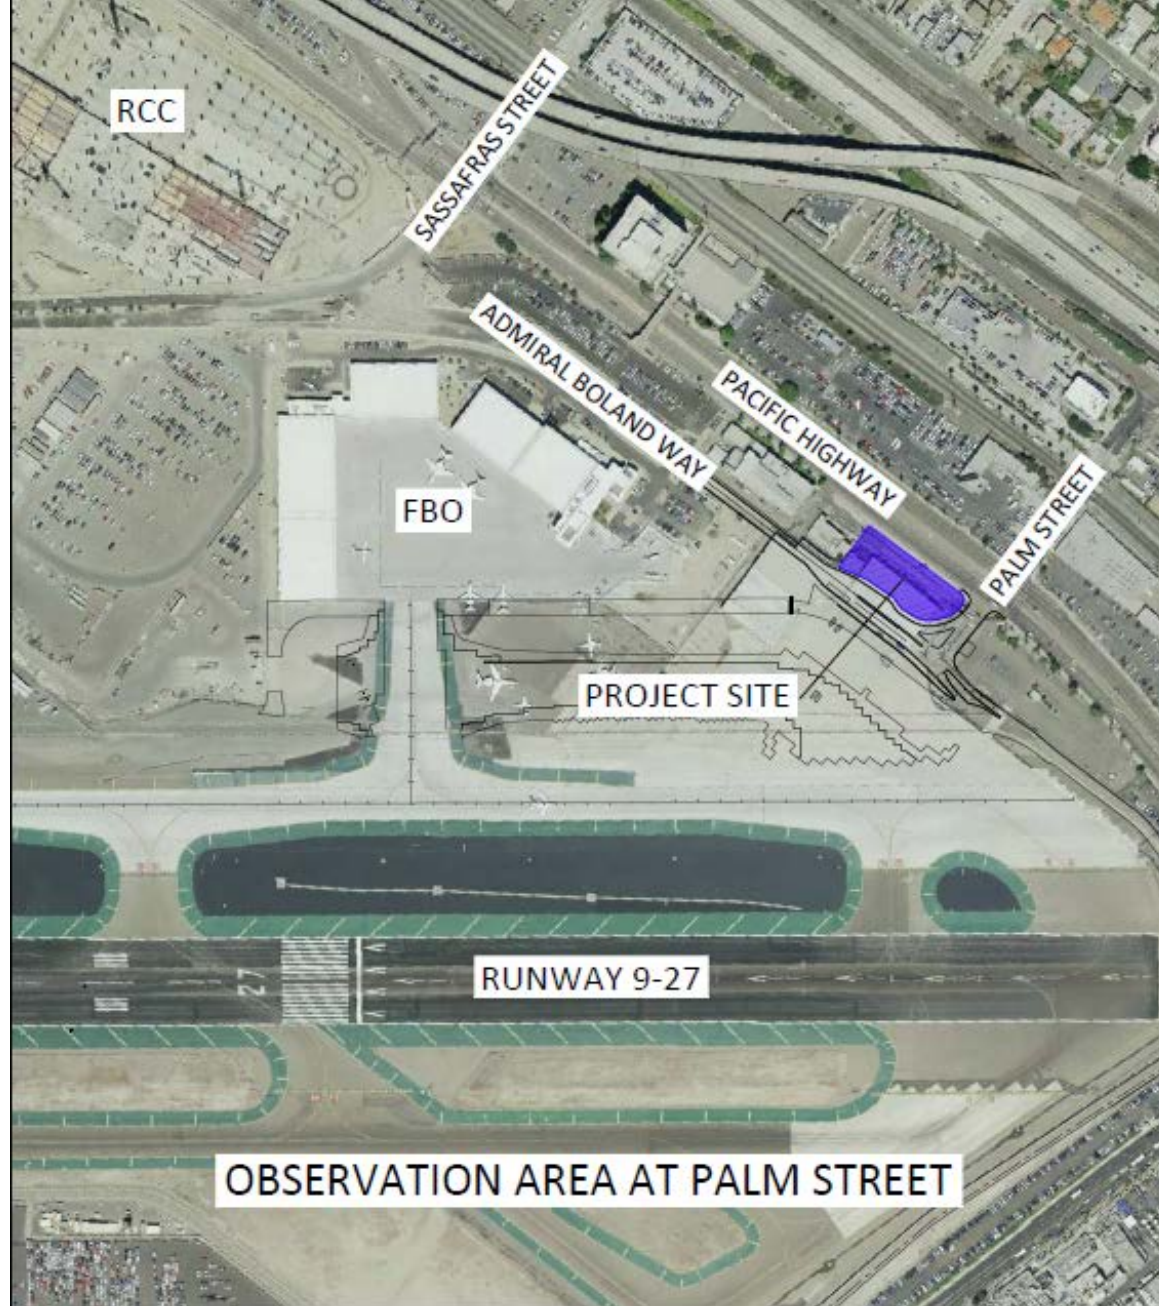 RCC
SASSAFRAS STREET
ADMIRAL BOLAND WAY
PACIFIC HIGHWAY
PALM STREET
FBO
PROJECT SITE
RUNWAY 9-27
27
OBSERVATION AREA AT PALM STREET